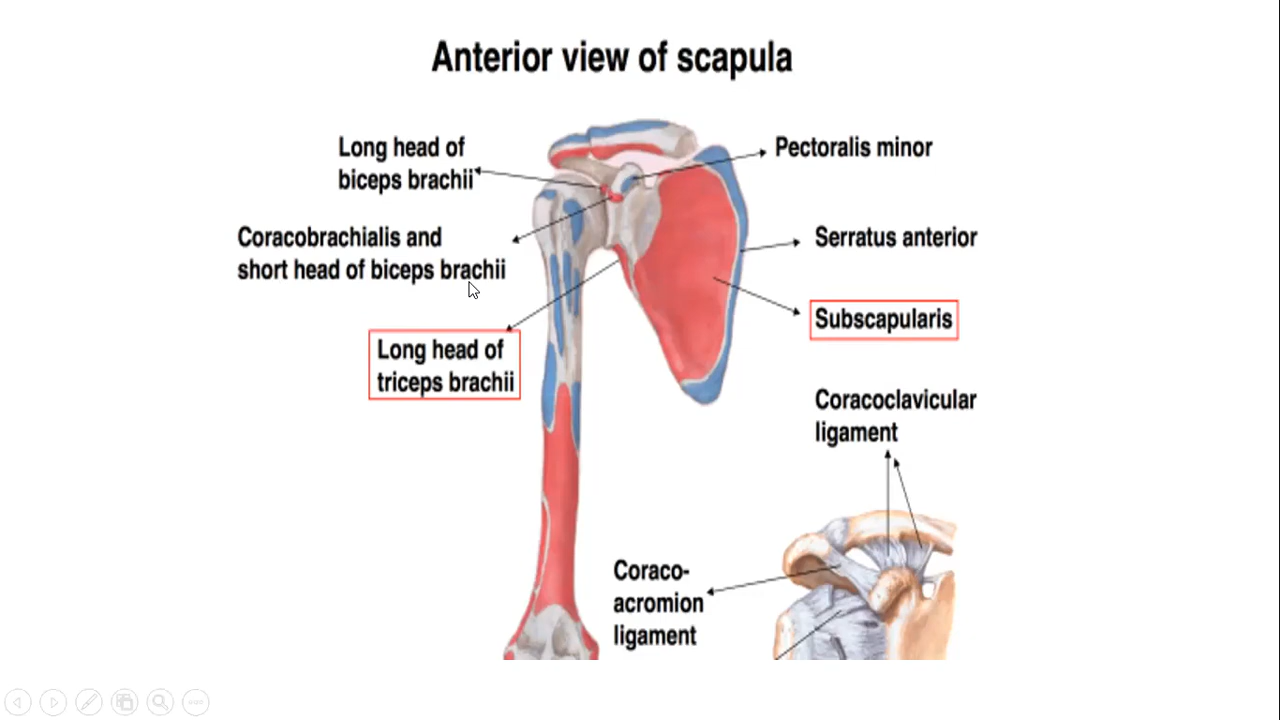 Anterior view of scapula
Long head of
biceps brachii
Pectoralis minor
Coracobrachialis and
short head of biceps brachii
Serratus anterior
Subscapularis
Long head of
triceps brachii
Coracoclavicular
ligament
Coraco-
acromion
ligament